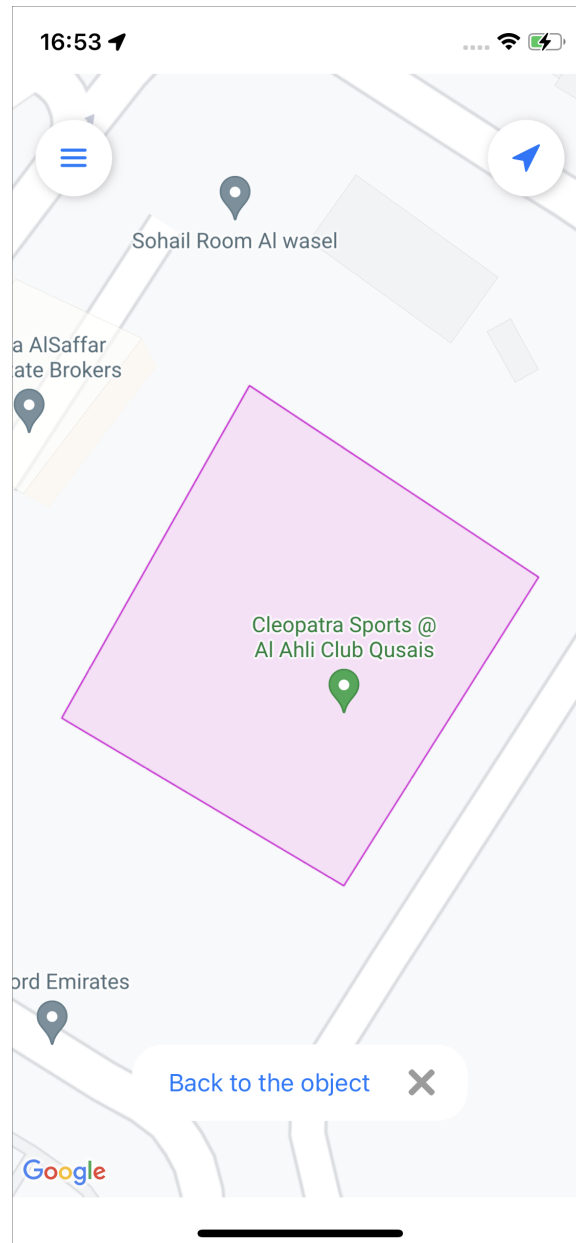 16:53
Sohail Room Al wasel
a AlSaffar
ate Brokers
Cleopatra Sports @
Al Ahli Club Qusais
ord Emirates
Back to the object
Google